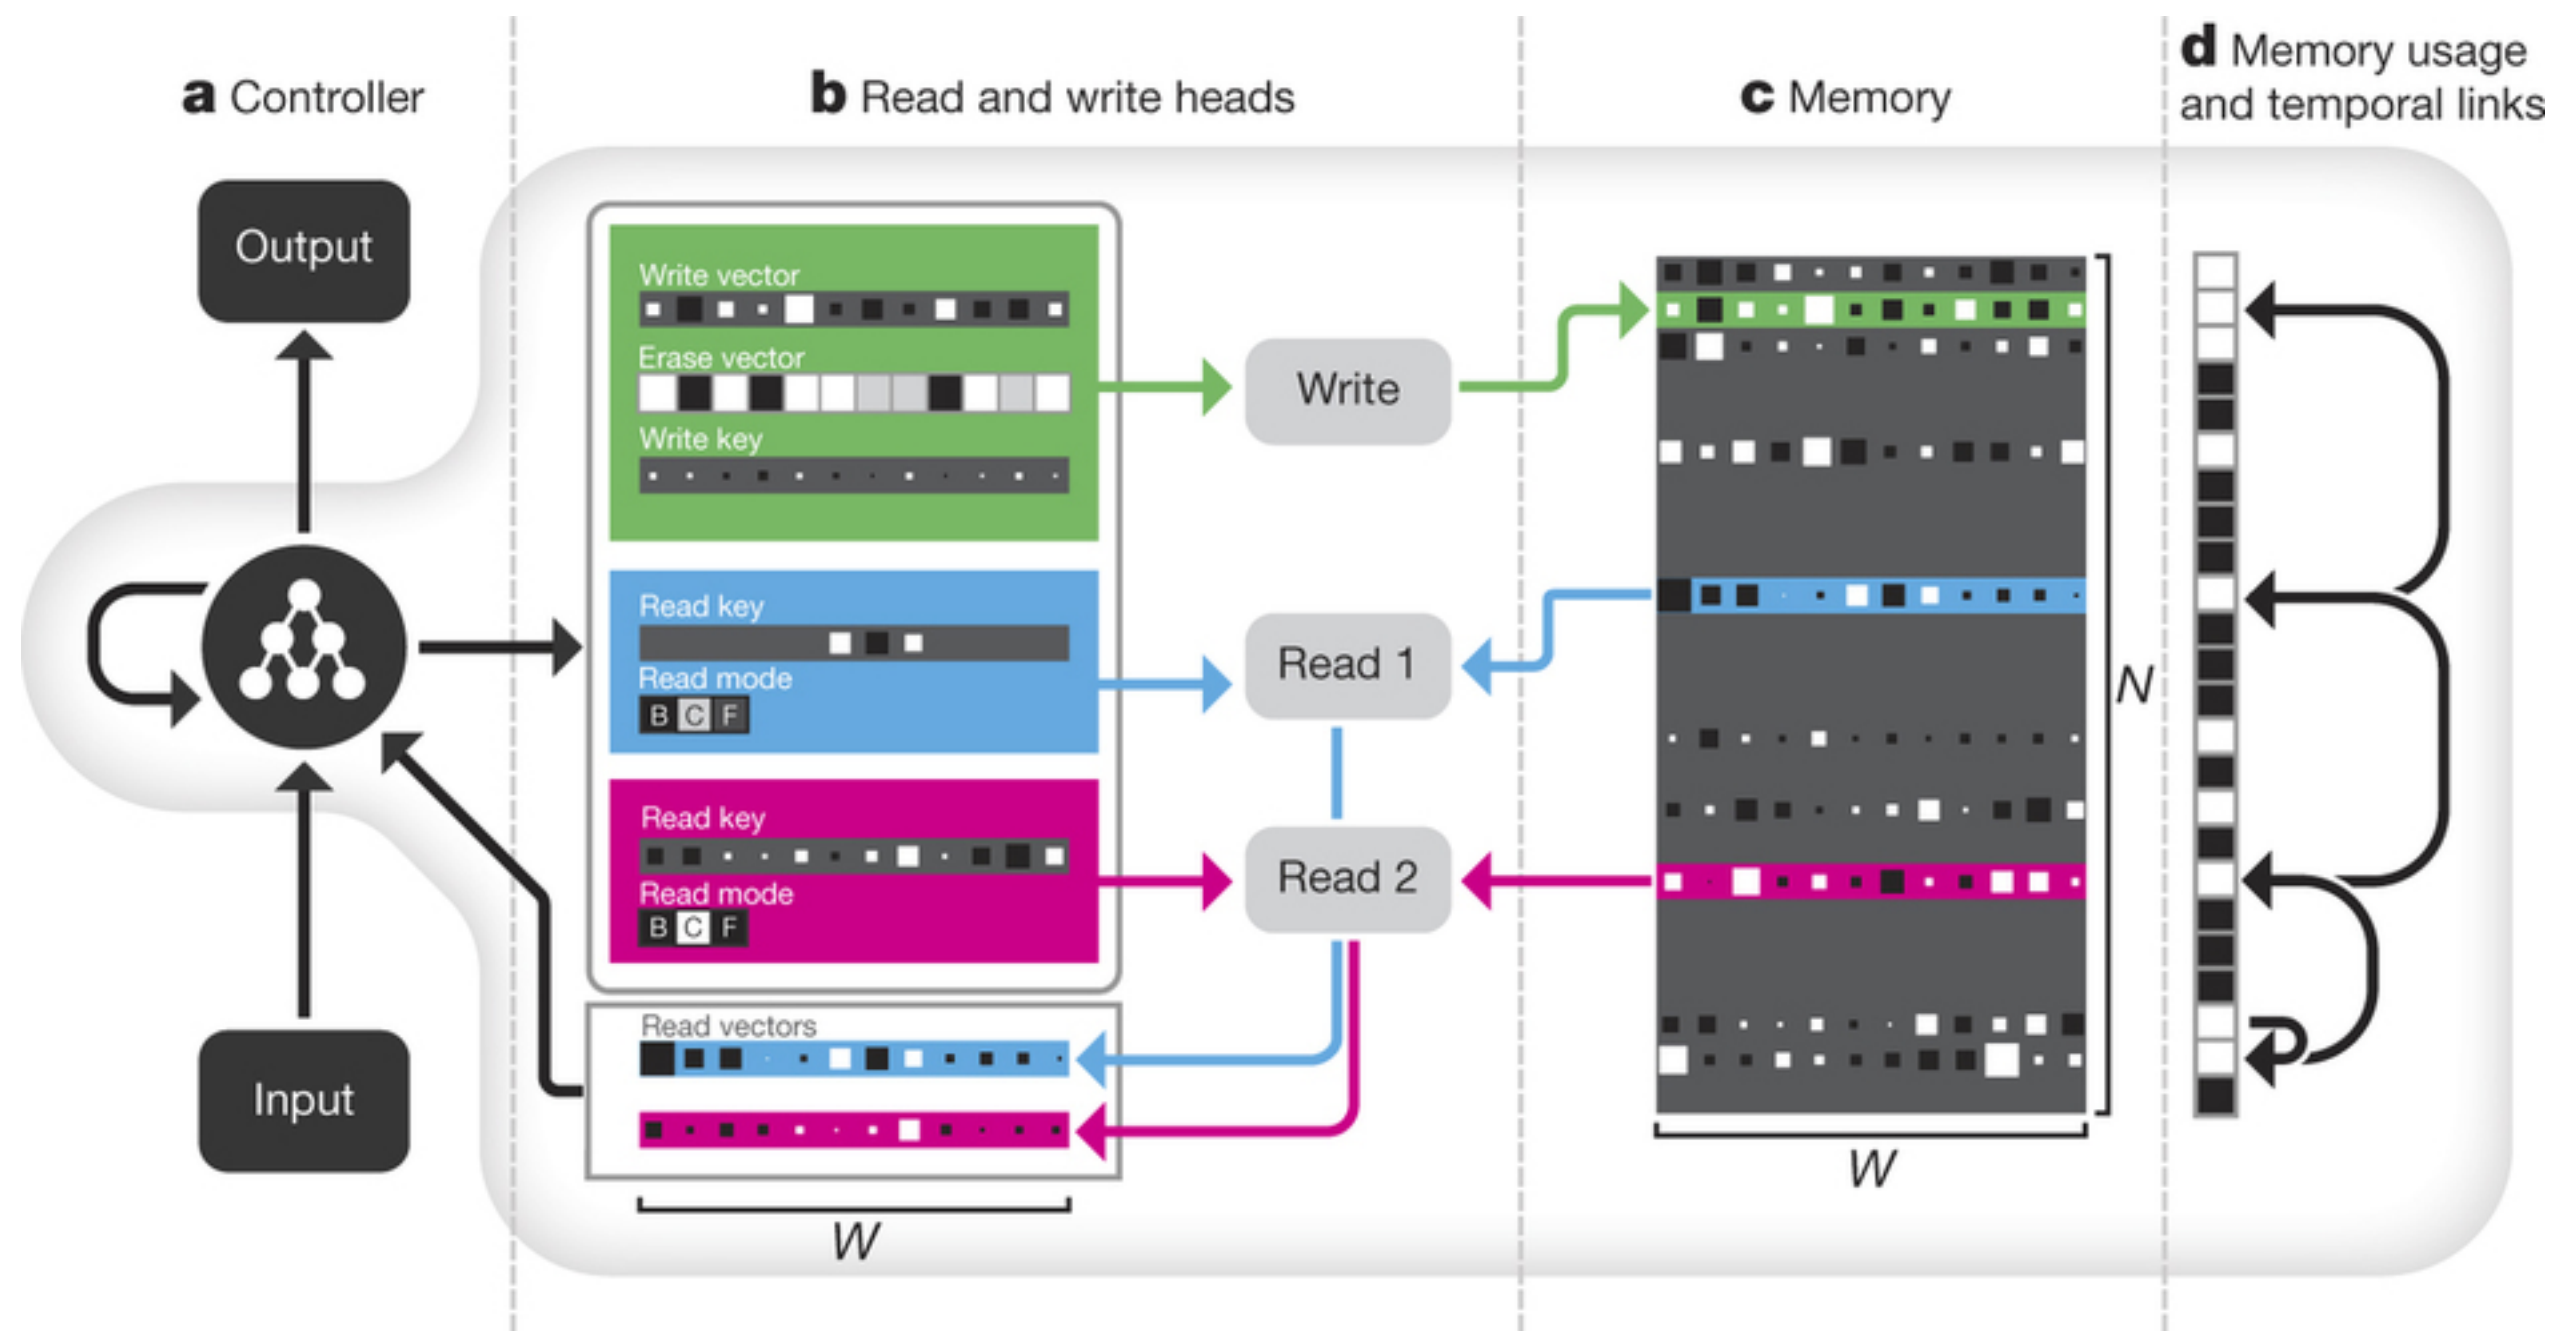 a Controller
b Read and write heads
c Memory
d Memory usage
and temporal links
Output
Input
Write vector
Erase vector
Write key
Read key
Read mode
B C F
Read key
Read mode
B C F
Read vectors
W
Write
Read 1
Read 2
N
W